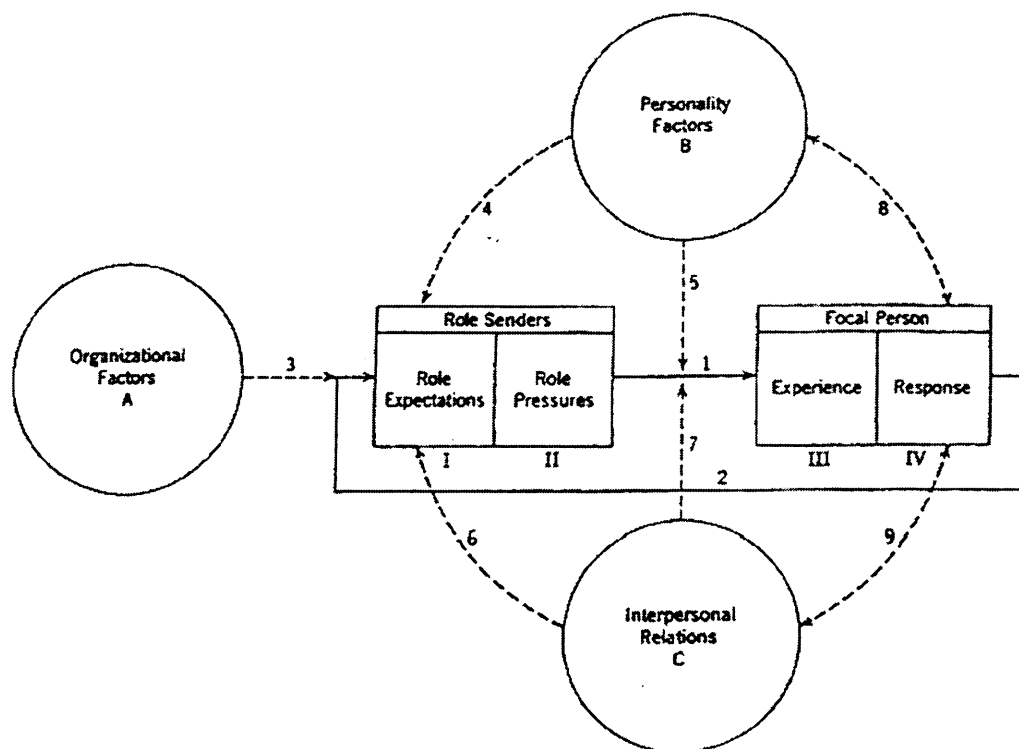 Personality
Factors
B
4
8
5
Organizational
Factors
A
3
Role Senders
Role
Expectations
Role
Pressures
1
Focal Person
Experience
Response
I
II
7
III
IV
2
6
9
Interpersonal
Relations
C